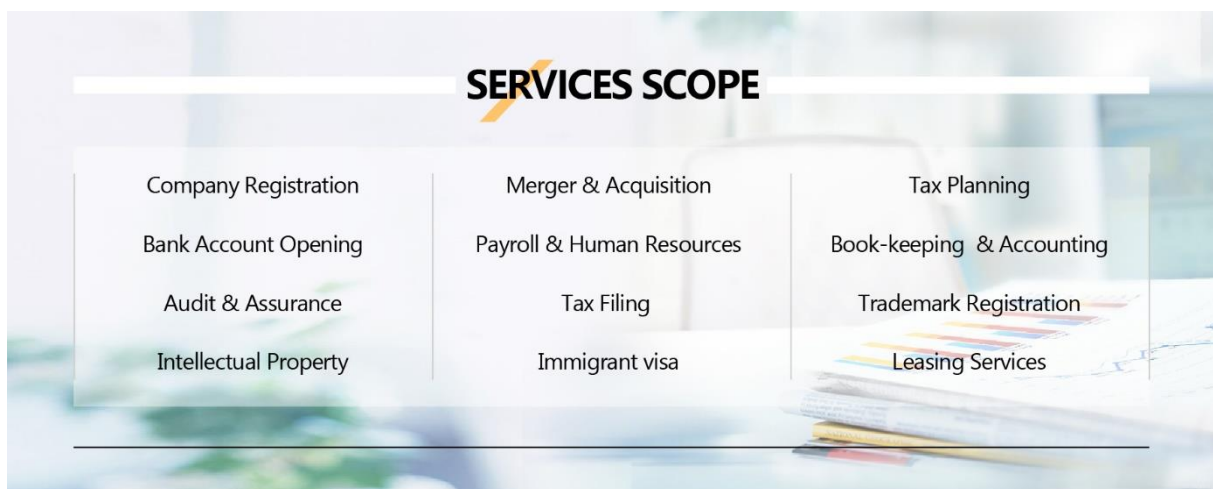 SERVICES SCOPE
Company Registration
Merger & Acquisition
Tax Planning
Bank Account Opening
Payroll & Human Resources
Book-keeping & Accounting
Audit & Assurance
Tax Filing
Trademark Registration
Intellectual Property
Immigrant visa
Leasing Services